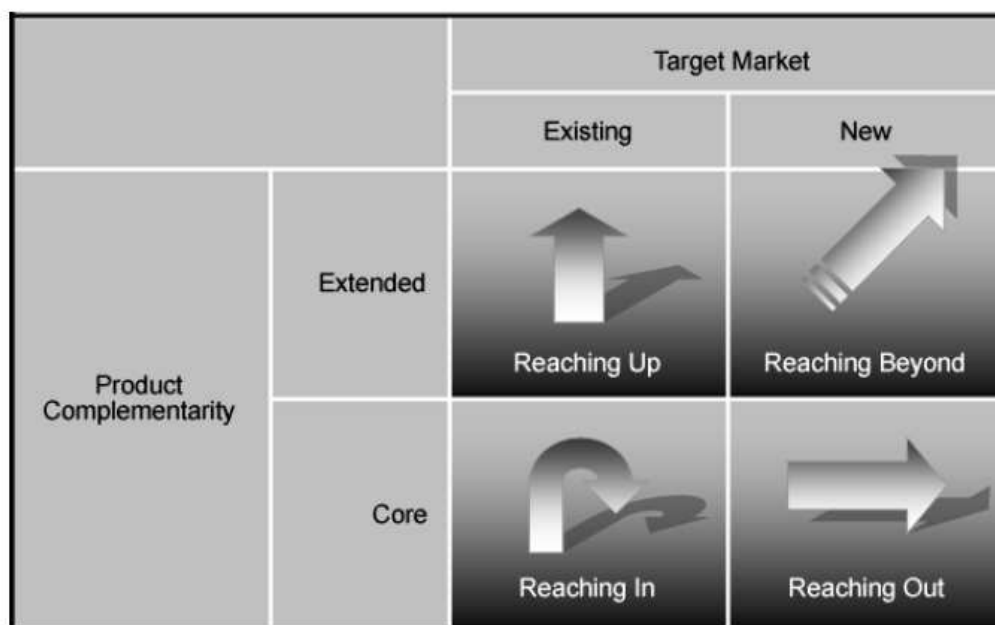 Target Market
Existing
New
Product
Complementarity
Extended
Reaching Up
Reaching Beyond
Core
Reaching In
Reaching Out